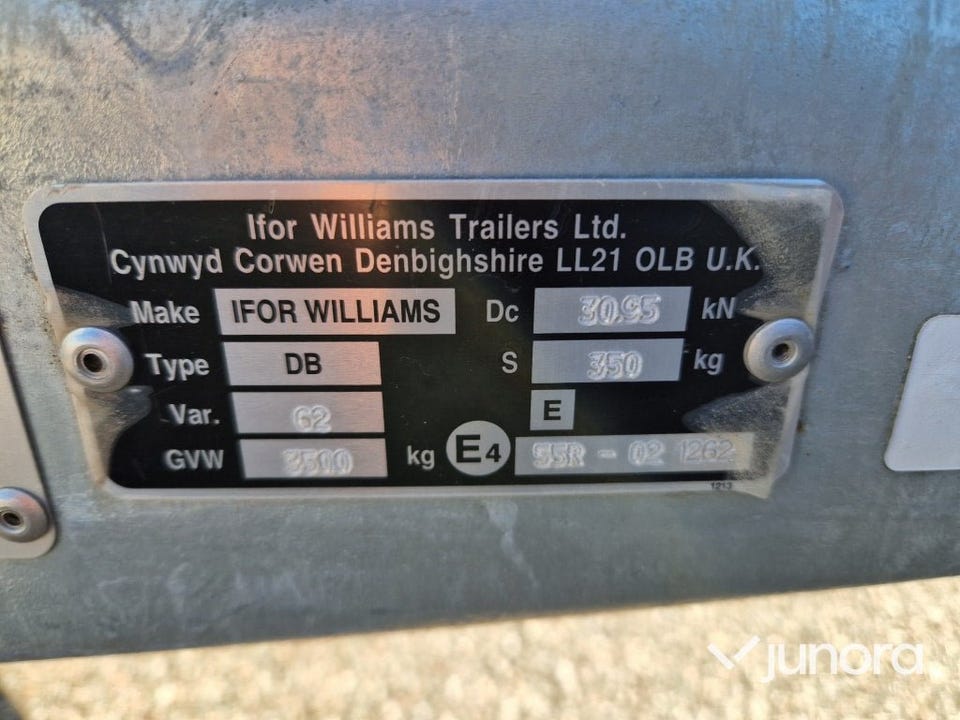 Ifor Williams Trailers Ltd.
Cynwyd Corwen Denbighshire LL21 OLB U.K.
Make IFOR WILLIAMS Dc 30.95 kN
Type DB S 350 kg
Var. 62 E
GVW 3500 kg E4 55R - 02 1262
1213
junora